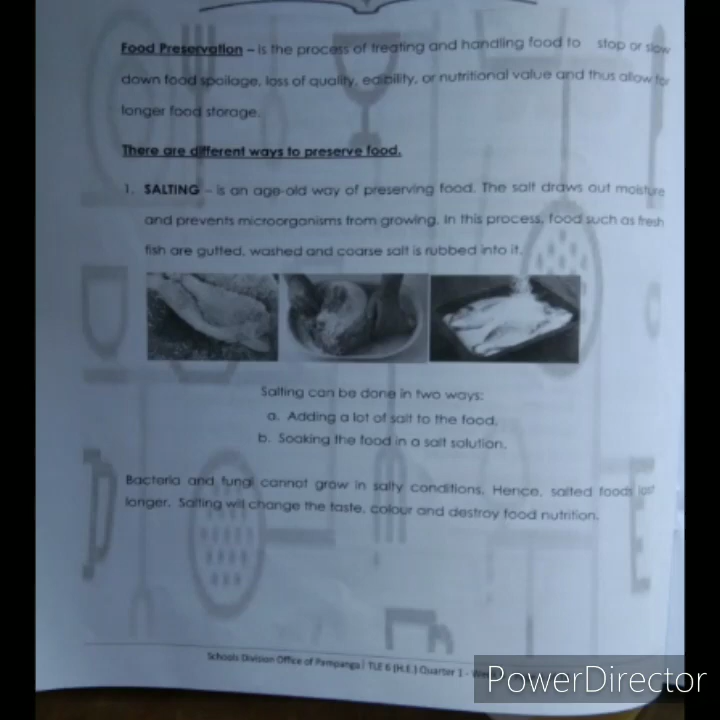 Food Preservation – is the process of treating and handling food to stop or slow
down food spoilage, loss of quality, edibility, or nutritional value and thus allow for
longer food storage.
There are different ways to preserve food.
1. SALTING – is an age-old way of preserving food. The salt draws out moisture
and prevents microorganisms from growing. In this process, food such as fresh
fish are gutted, washed and coarse salt is rubbed into it.
Salting can be done in two ways:
a. Adding a lot of salt to the food.
b. Soaking the food in a salt solution.
Bacteria and fungi cannot grow in salty conditions. Hence, salted foods last
longer. Salting will change the taste, colour and destroy food nutrition.
Schools Division Office of Pampanga| TLE 6 (H.E.) Quarter 1 -
PowerDirector